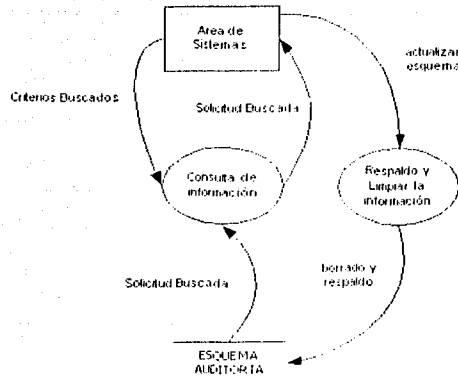 Area de
Sistemas
actualizar
esquema
Criterios Buscados
Solicitud Buscada
Consulta de
información
Respaldo y
Limpiar la
información
Solicitud Buscada
borrado y
respaldo
ESQUEMA
AUDITORIA